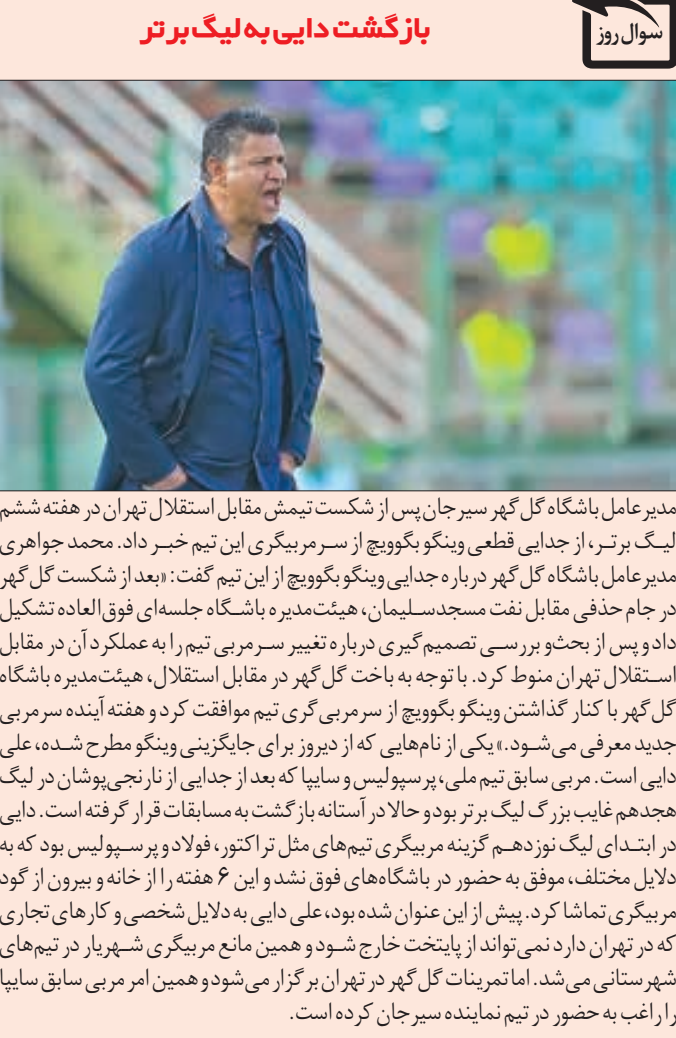 سوال روز
بازگشت دایی به لیگ برتر
مدیرعامل باشگاه گل گهر سیرجان پس از شکست تیمش مقابل استقلال تهران در هفته ششم
لیگ برتر، از جدایی قطعی وینگو بگوویچ از سرمربیگری این تیم خبر داد. محمد جواهری
مدیرعامل باشگاه گل گهر درباره جدایی وینگو بگوویچ از این تیم گفت: «بعد از شکست گل گهر
در جام حذفی مقابل نفت مسجدسلیمان، هیئت‌مدیره باشگاه جلسه‌ای فوق‌العاده تشکیل
داد و پس از بحث‌و بررسی تصمیم‌گیری درباره تغییر سرمربی تیم را به عملکرد آن در مقابل
استقلال تهران منوط کرد. با توجه به باخت گل گهر در مقابل استقلال، هیئت‌مدیره باشگاه
گل گهر با کنار گذاشتن وینگو بگوویچ از سرمربی گری تیم موافقت کرد و هفته آینده سرمربی
جدید معرفی می‌شود.» یکی از نام‌هایی که از دیروز برای جایگزینی وینگو مطرح شده، علی
دایی است. مربی سابق تیم ملی، پرسپولیس و سایپا که بعد از جدایی از نارنجی‌پوشان در لیگ
هجدهم غایب بزرگ لیگ برتر بود و حالا در آستانه بازگشت به مسابقات قرار گرفته است. دایی
در ابتدای لیگ نوزدهم گزینه مربیگری تیم‌های مثل تراکتور، فولاد و پرسپولیس بود که به
دلایل مختلف، موفق به حضور در باشگاه‌های فوق نشد و این ۶ هفته را از خانه و بیرون از گود
مربیگری تماشا کرد. پیش از این عنوان شده بود، علی دایی به دلایل شخصی و کارهای تجاری
که در تهران دارد نمی‌تواند از پایتخت خارج شود و همین مانع مربیگری شهریار در تیم‌های
شهرستانی می‌شد. اما تمرینات گل گهر در تهران برگزار می‌شود و همین امر مربی سابق سایپا
را راغب به حضور در تیم نماینده سیرجان کرده است.